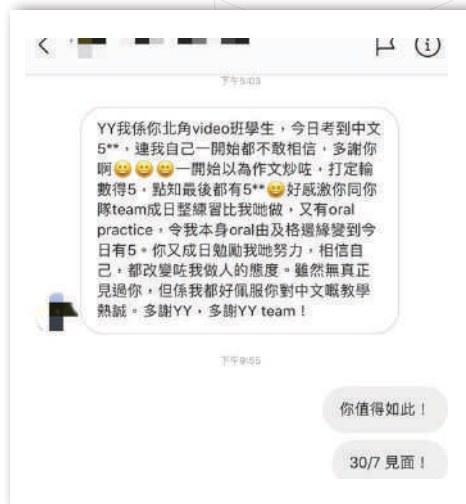 下午5:03
YY我係你北角video班學生，今日考到中文
5**，連我自己一開始都不敢相信，多謝你
啊😀😀😀一開始以為作文炒咗，打定輸
數得5，點知最後都有5**😀好感激你同你
隊team成日整練習比我哋做，又有oral
practice，令我本身oral由及格邊緣變到今
日有5。你又成日勉勵我哋努力，相信自
己，都改變咗我做人的態度。雖然無真正
見過你，但係我都好佩服你對中文嘅教學
熱誠。多謝YY，多謝YY team！
下午9:55
你值得如此！
30/7 見面！